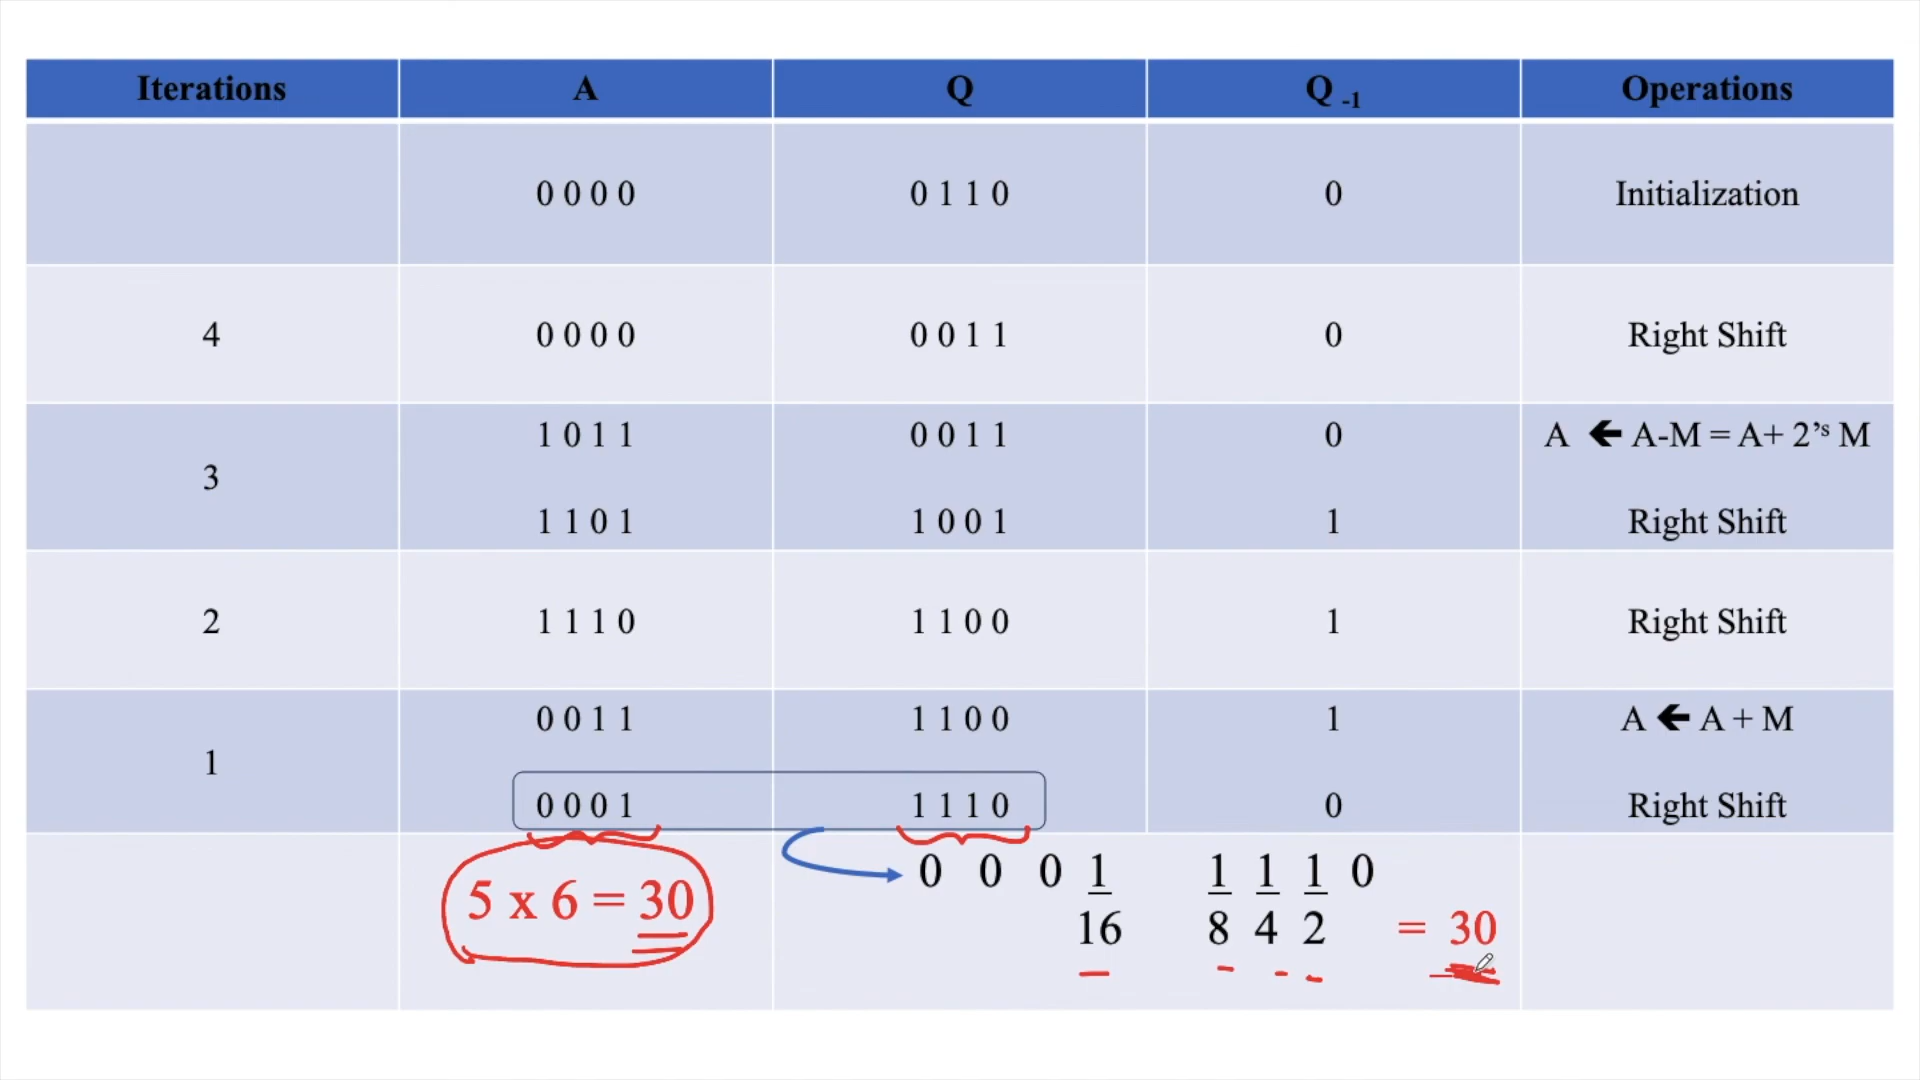 Iterations A Q Q -1 Operations
0 0 0 0 0 1 1 0 0 Initialization
4 0 0 0 0 0 0 1 1 0 Right Shift
1 0 1 1 0 0 1 1 0 A 🡸 A-M = A+ 2’s M
3
1 1 0 1 1 0 0 1 1 Right Shift
2 1 1 1 0 1 1 0 0 1 Right Shift
0 0 1 1 1 1 0 0 1 A 🡸 A + M
1
0 0 0 1 1 1 1 0 0 Right Shift
0 0 0 1 1 1 1 0
5 x 6 = 30
16 8 4 2 = 30